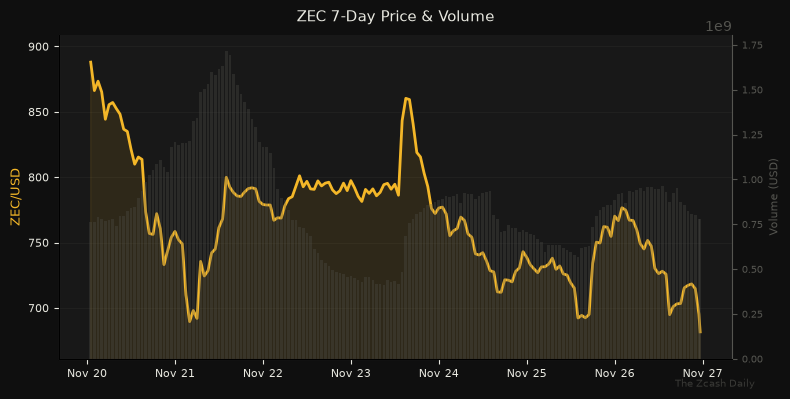 ZEC 7-Day Price & Volume
1e9
900
850
800
750
700
ZEC/USD
1.75
1.50
1.25
1.00
0.75
0.50
0.25
0.00
Volume (USD)
Nov 20 Nov 21 Nov 22 Nov 23 Nov 24 Nov 25 Nov 26 Nov 27
The Zcash Daily